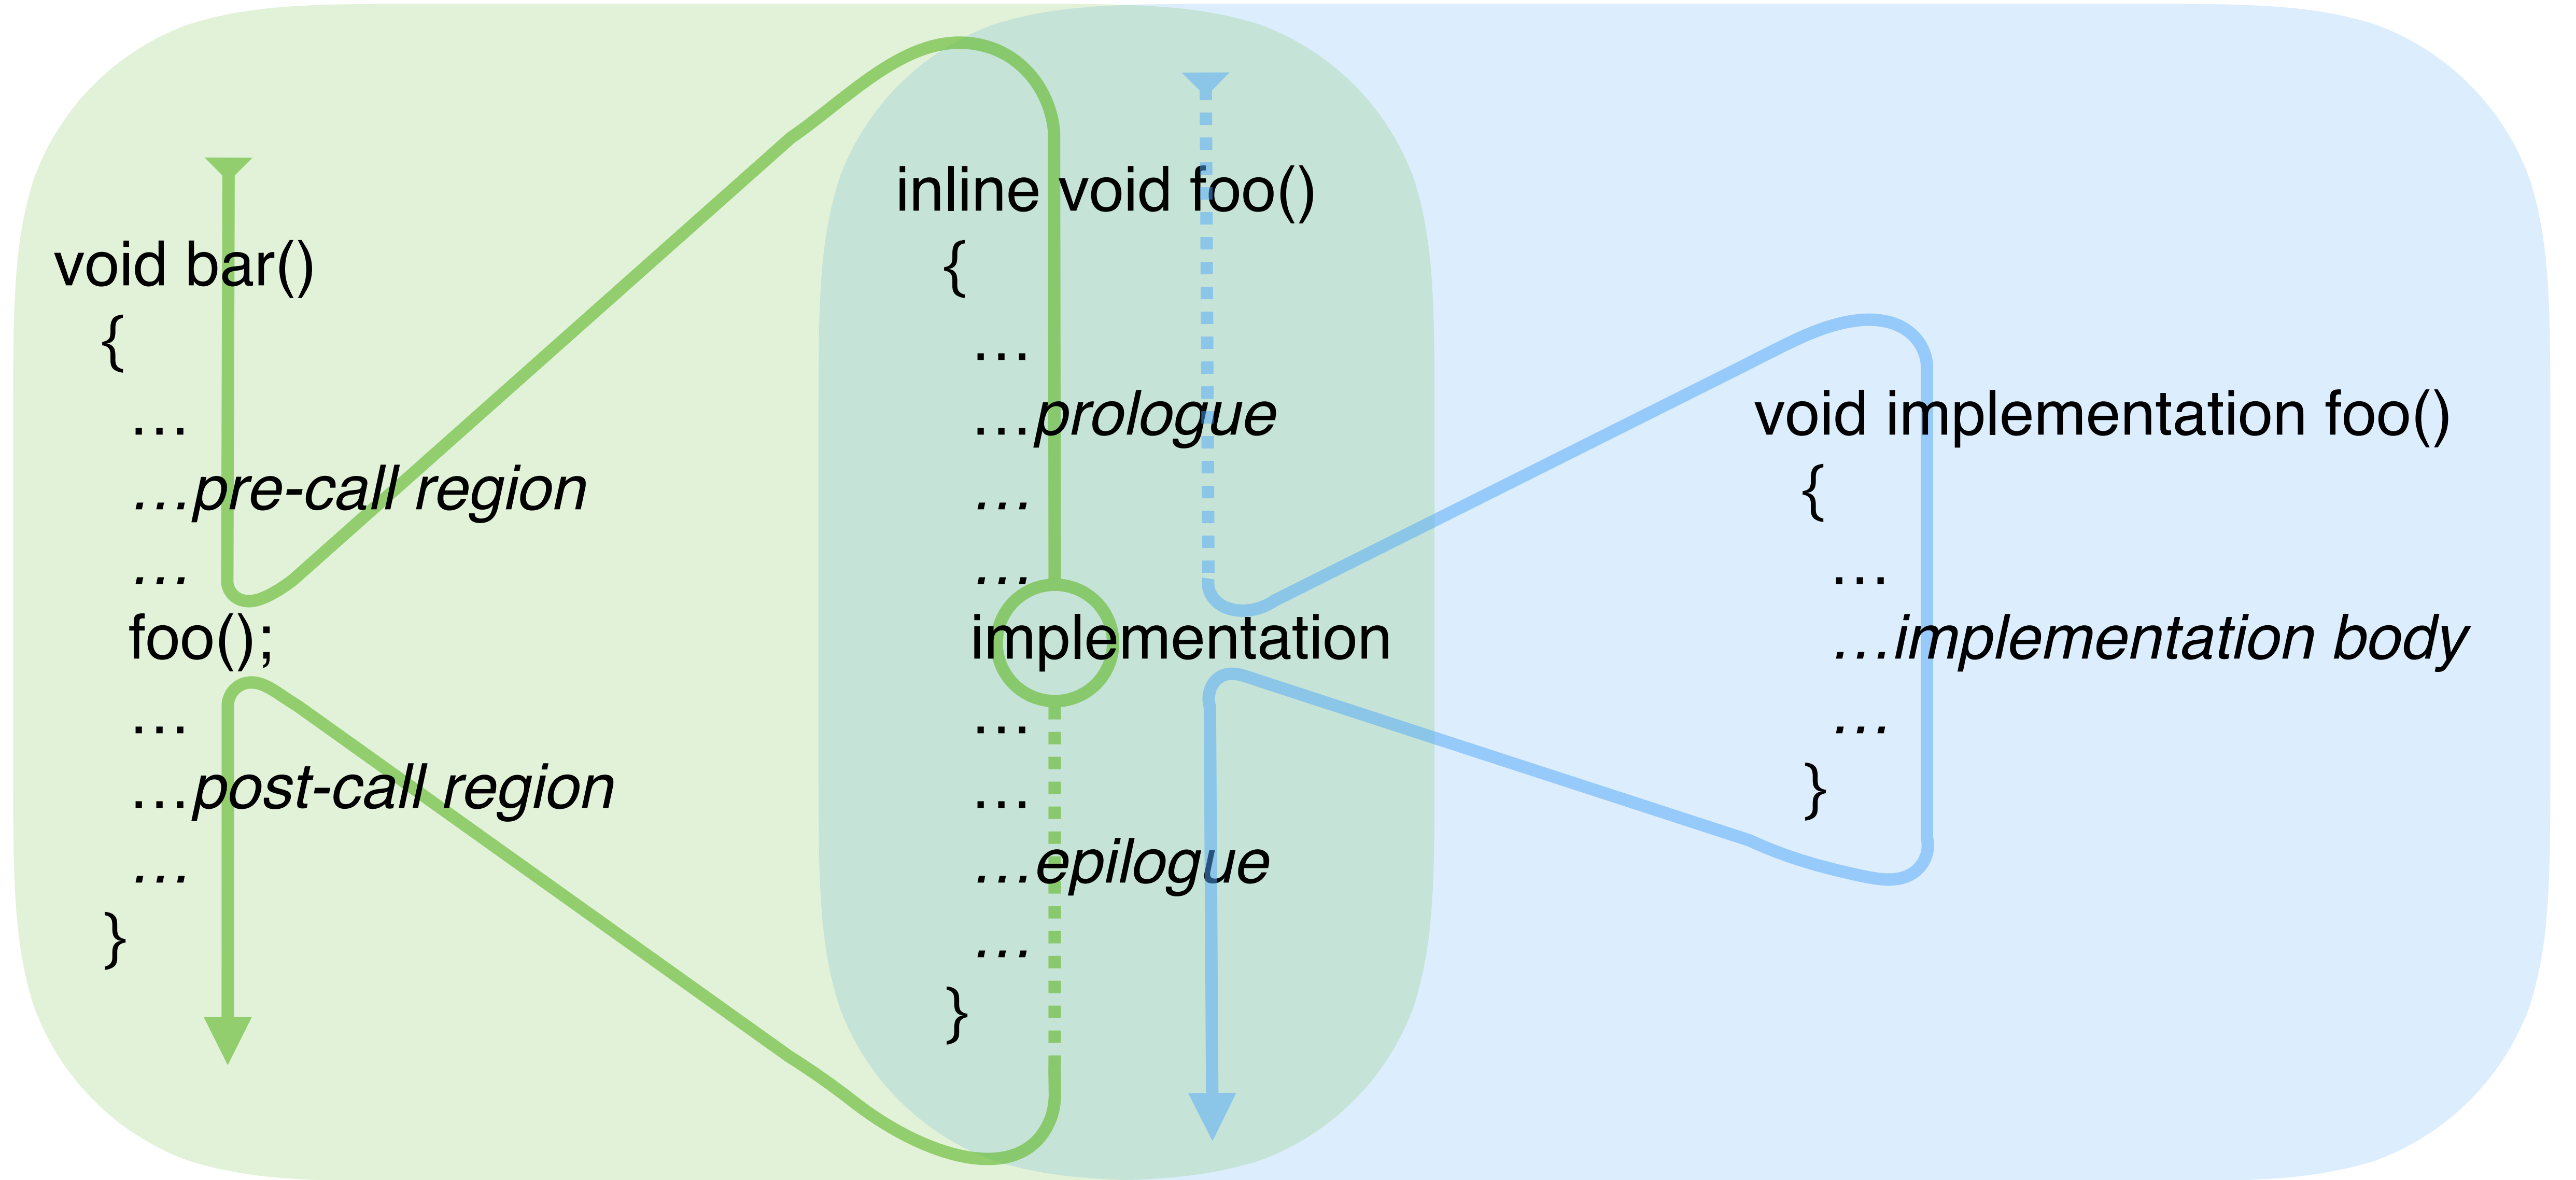 void bar()
{
…
…pre-call region
…
foo();
…
…post-call region
…
}
inline void foo()
{
…
…prologue
…
…
implementation
…
…
…epilogue
…
}
void implementation foo()
{
…
…implementation body
…
}